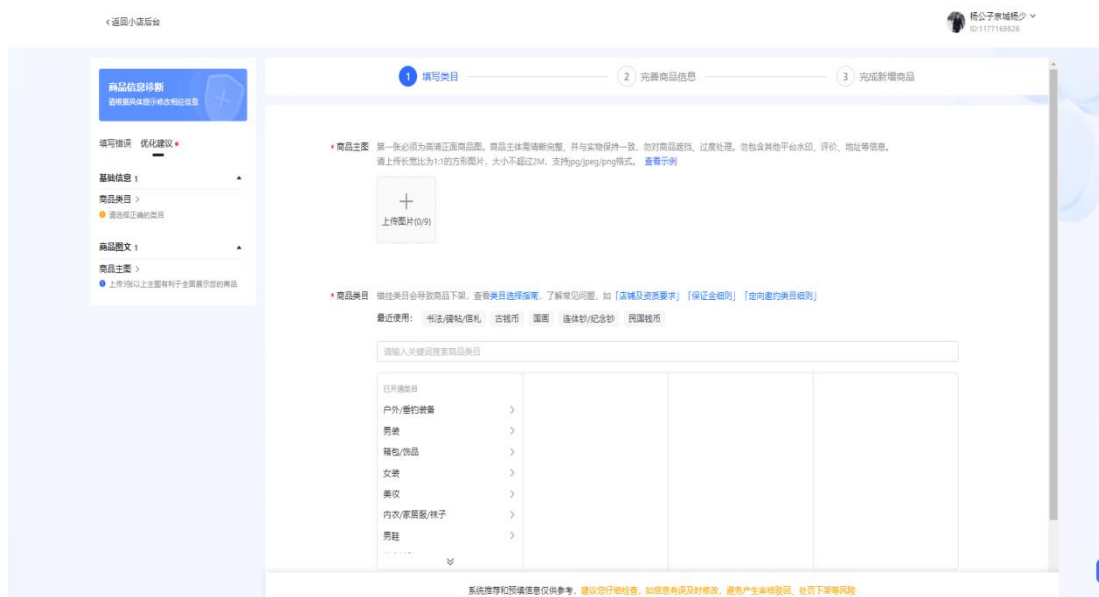 < 返回小店后台
杨公子京城杨少
ID:1177169826
商品信息诊断
请根据具体提示修改相应信息
填写错误 优化建议
基础信息 1
商品类目 >
请选择正确的类目
商品图文 1
商品主图 >
上传3张以上主图有利于全面展示您的商品
1 填写类目
2 完善商品信息
3 完成新增商品
* 商品主图 第一张必须为高清正面商品图。商品主体需清晰完整、并与实物保持一致，勿对商品遮挡、过度处理。勿包含其他平台水印、评价、地址等信息。
请上传长宽比为1:1的方形图片，大小不超过2M，支持jpg/jpeg/png格式。 查看示例
上传图片(0/9)
* 商品类目 错挂类目会导致商品下架，查看类目选择指南，了解常见问题，如「店铺及资质要求」「保证金细则」「定向邀约类目细则」
最近使用： 书法/碑帖/信札 古钱币 国画 连体钞/纪念钞 民国钱币
请输入关键词搜索商品类目
已开通类目
户外/垂钓装备
男装
箱包/饰品
女装
美妆
内衣/家居服/袜子
男鞋
系统推荐和预填信息仅供参考，建议您仔细检查，如信息有误及时修改，避免产生审核驳回、处罚下架等风险